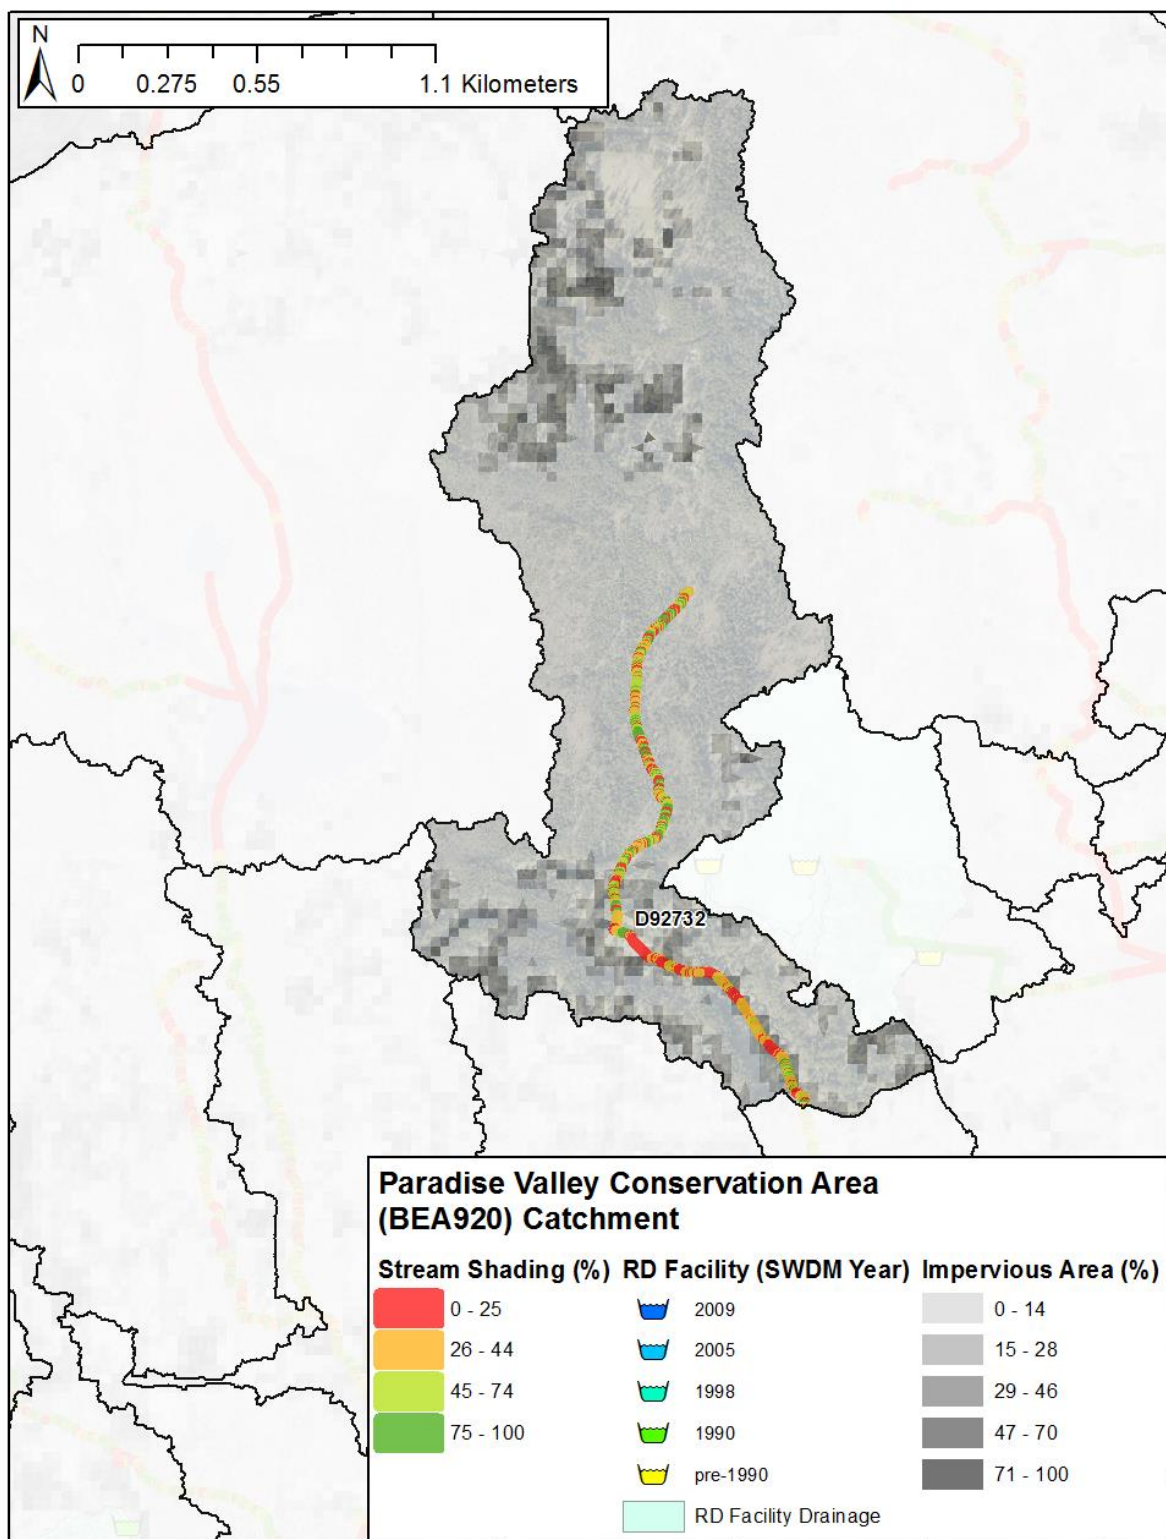 N
0 0.275 0.55 1.1 Kilometers
D92732
Paradise Valley Conservation Area
(BEA920) Catchment
Stream Shading (%) RD Facility (SWDM Year) Impervious Area (%)
0 - 25 2009 0 - 14
26 - 44 2005 15 - 28
45 - 74 1998 29 - 46
75 - 100 1990 47 - 70
pre-1990 71 - 100
RD Facility Drainage